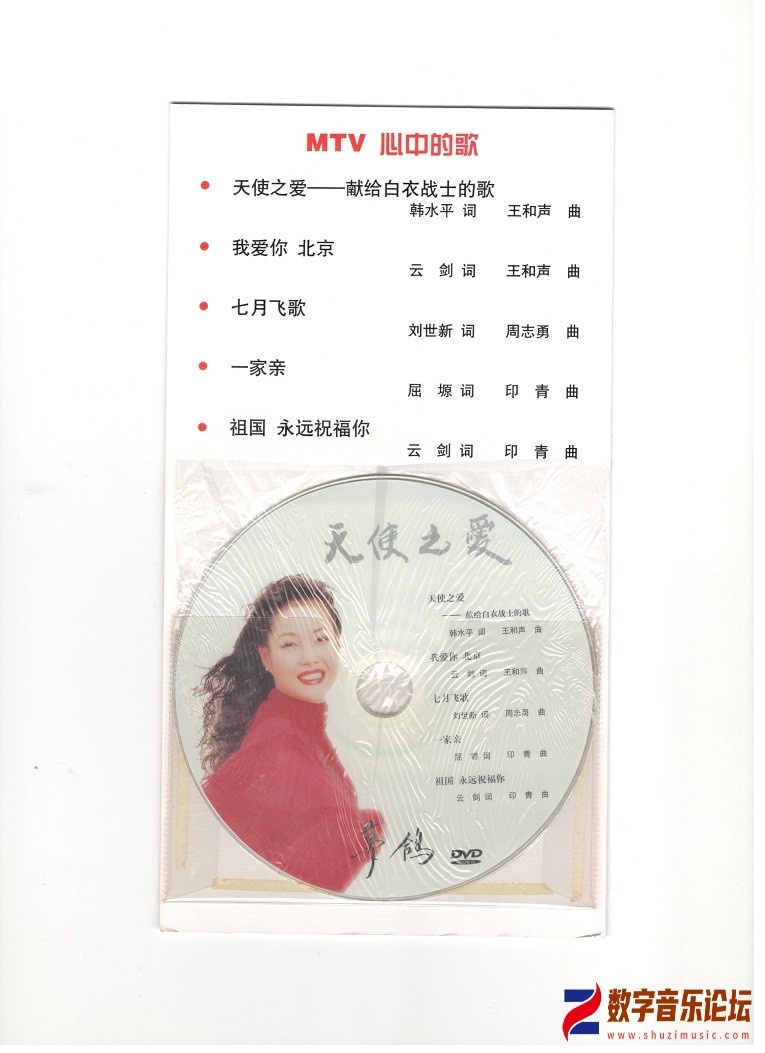 MTV 心中的歌
天使之爱——献给白衣战士的歌
韩水平 词 王和声 曲
我爱你 北京
云 剑 词 王和声 曲
七月飞歌
刘世新 词 周志勇 曲
一家亲
屈 塬 词 印 青 曲
祖国 永远祝福你
云 剑 词 印 青 曲
天使之爱
天使之爱
—— 献给白衣战士的歌
韩水平 词 王和声 曲
我爱你 北京
云 剑 词 王和声 曲
七月飞歌
刘世新 词 周志勇 曲
一家亲
屈 塬 词 印 青 曲
祖国 永远祝福你
云 剑 词 印 青 曲
梦鸽
DVD
数字音乐论坛
www.shuzimusic.com